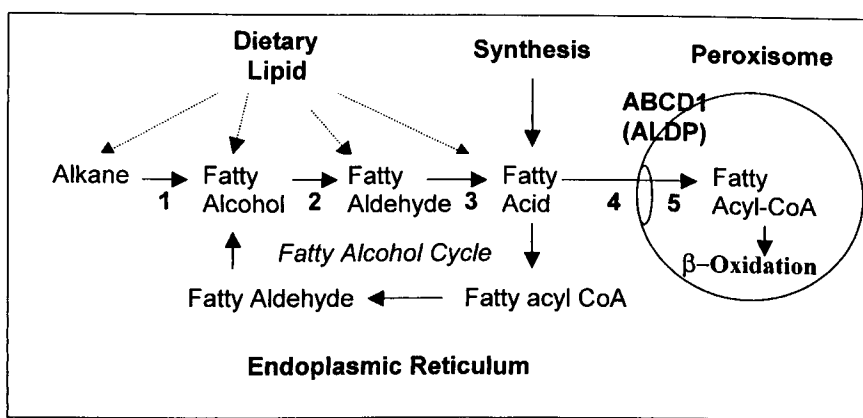 Dietary
Lipid
Synthesis
Peroxisome
ABCD1
(ALDP)
Alkane
Fatty
Alcohol
Fatty
Aldehyde
Fatty
Acid
Fatty
Acyl-CoA
1
2
3
4
5
Fatty Alcohol Cycle
β-Oxidation
Fatty Aldehyde
Fatty acyl CoA
Endoplasmic Reticulum